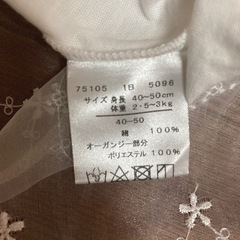 75105 1B 5096
サイズ 身長 40−50cm
体重 2・5−3kg
40−50
綿 100%
オーガンジー部分
ポリエステル 100%